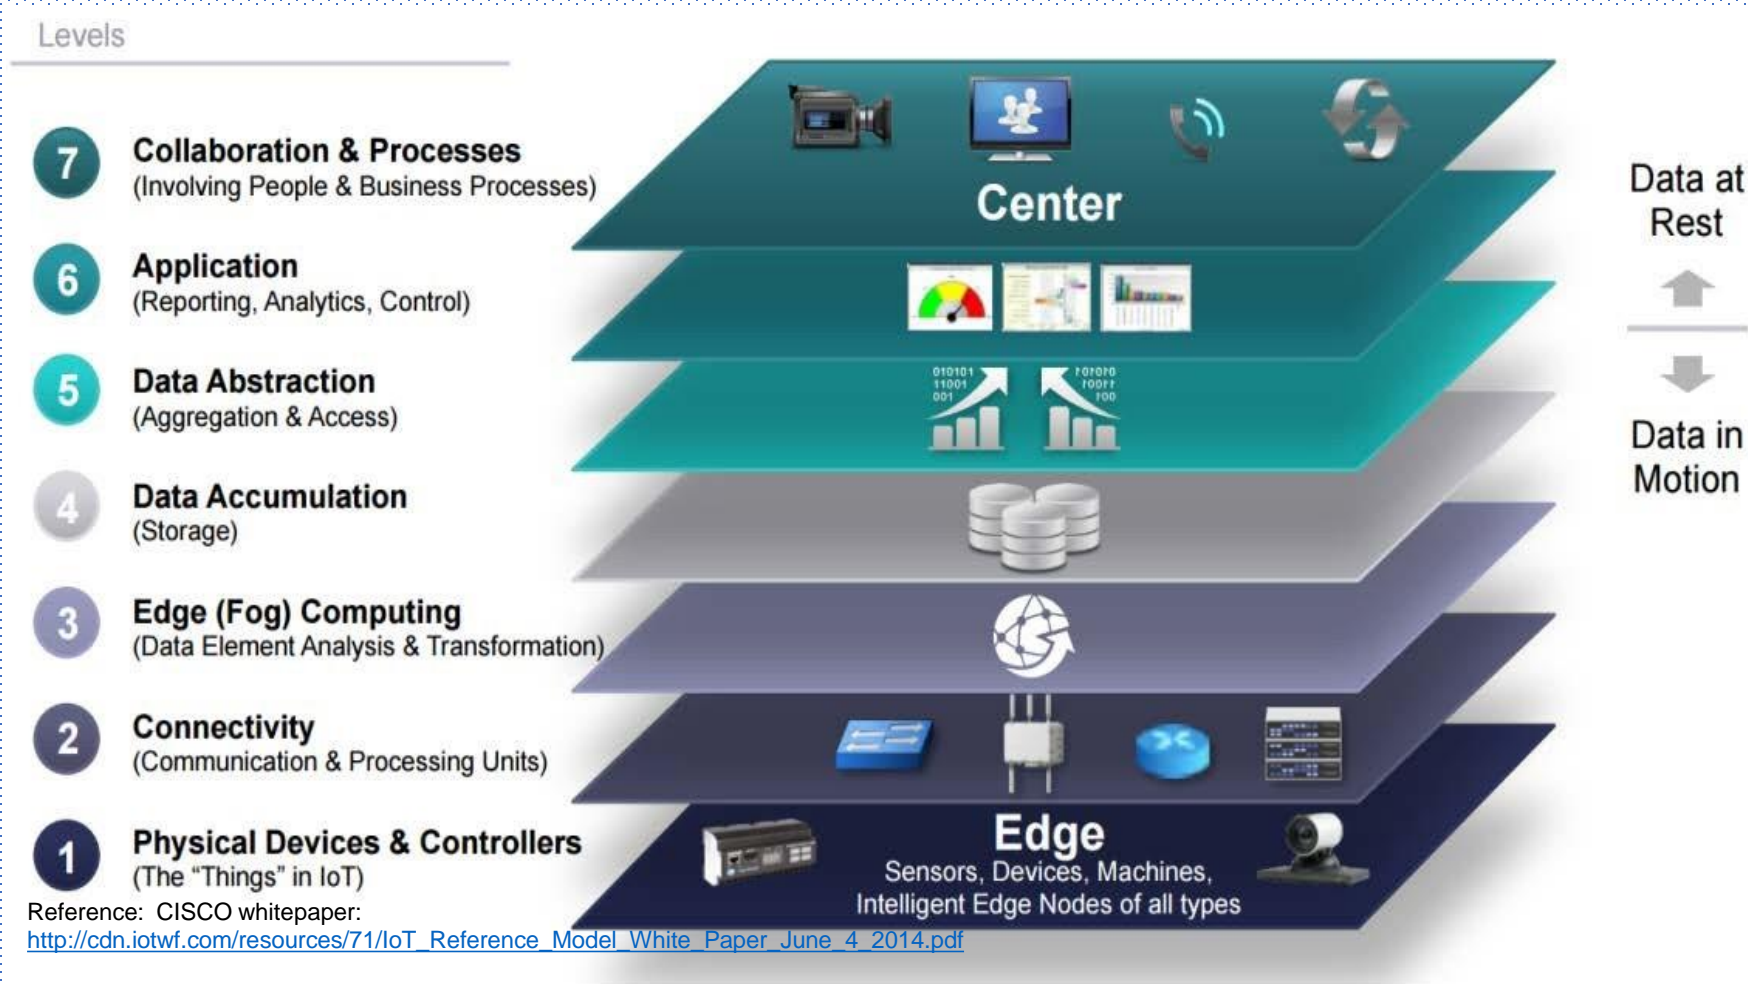 Levels
7
Collaboration & Processes
(Involving People & Business Processes)
6
Application
(Reporting, Analytics, Control)
5
Data Abstraction
(Aggregation & Access)
4
Data Accumulation
(Storage)
3
Edge (Fog) Computing
(Data Element Analysis & Transformation)
2
Connectivity
(Communication & Processing Units)
1
Physical Devices & Controllers
(The “Things” in IoT)
Reference: CISCO whitepaper:
http://cdn.iotwf.com/resources/71/IoT_Reference_Model_White_Paper_June_4_2014.pdf
Center
010101
11001
001
Edge
Sensors, Devices, Machines,
Intelligent Edge Nodes of all types
Data at
Rest
Data in
Motion